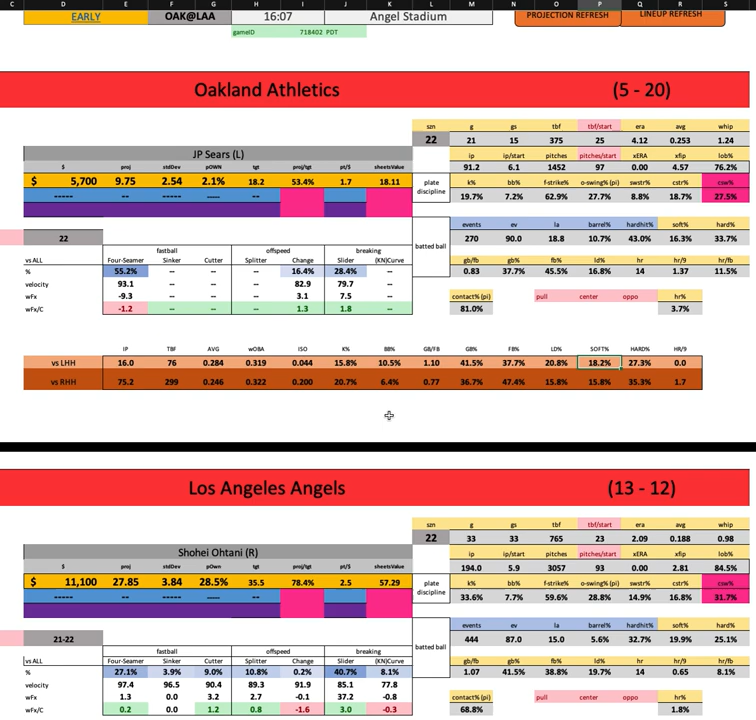 C D E F G H I J K L M N O P Q R S
EARLY OAK@LAA 16:07 Angel Stadium PROJECTION REFRESH LINEUP REFRESH
gameID 718402 PDT
Oakland Athletics (5 - 20)
szn g gs tbf tbf/start era avg whip
22 21 15 375 25 4.12 0.253 1.24
JP Sears (L) ip ip/start pitches pitches/start xERA xfip lob%
91.2 6.1 1452 97 0.00 4.57 76.2%
$ proj stdDev pOWN tgt proj/tgt pt/$ sheetsValue
$ 5,700 9.75 2.54 2.1% 18.2 53.4% 1.7 18.11
plate discipline k% bb% f-strike% o-swing% (pi) swstr% cstr% csw%
----- -- -- — -- 19.7% 7.2% 62.9% 27.7% 8.8% 18.7% 27.5%
batted ball events ev la barrel% hardhit% soft% hard%
22 270 90.0 18.8 10.7% 43.0% 16.3% 33.7%
fastball offspeed breaking
vs ALL Four-Seamer Sinker Cutter Splitter Change Slider (KN)Curve gb/fb gb% fb% ld% hr hr/9 hr/fb
% 55.2% -- -- -- 16.4% 28.4% -- 0.83 37.7% 45.5% 16.8% 14 1.37 11.5%
velocity 93.1 82.9 79.7
wFx -9.3 3.1 7.5 contact% (pi) pull center oppo hr%
wFx/C -1.2 -- -- -- 1.3 1.8 -- 81.0% 3.7%
IP TBF AVG wOBA ISO K% BB% GB/FB GB% FB% LD% SOFT% HARD% HR/9
vs LHH 16.0 76 0.284 0.319 0.044 15.8% 10.5% 1.10 41.5% 37.7% 20.8% 18.2% 27.3% 0.0
vs RHH 75.2 299 0.246 0.322 0.200 20.7% 6.4% 0.77 36.7% 47.4% 15.8% 15.8% 35.3% 1.7
Los Angeles Angels (13 - 12)
szn g gs tbf tbf/start era avg whip
22 33 33 765 23 2.09 0.188 0.98
Shohei Ohtani (R) ip ip/start pitches pitches/start xERA xfip lob%
194.0 5.9 3057 93 0.00 2.81 84.5%
$ proj stdDev pOwn tgt proj/tgt pt/$ sheetsValue
$ 11,100 27.85 3.84 28.5% 35.5 78.4% 2.5 57.29
plate discipline k% bb% f-strike% o-swing% (pi) swstr% cstr% csw%
----- -- -- — -- 33.6% 7.7% 59.6% 28.8% 14.9% 16.8% 31.7%
batted ball events ev la barrel% hardhit% soft% hard%
21-22 444 87.0 15.0 5.6% 32.7% 19.9% 25.1%
fastball offspeed breaking
vs ALL Four-Seamer Sinker Cutter Splitter Change Slider (KN)Curve gb/fb gb% fb% ld% hr hr/9 hr/fb
% 27.1% 3.9% 9.0% 10.8% 0.2% 40.7% 8.1% 1.07 41.5% 38.8% 19.7% 14 0.65 8.1%
velocity 97.4 96.5 90.4 89.3 91.9 85.1 77.8
wFx 1.3 0.0 3.2 2.7 -0.1 37.2 -0.8 contact% (pi) pull center oppo hr%
wFx/C 0.2 0.0 1.2 0.8 -1.6 3.0 -0.3 68.8% 1.8%